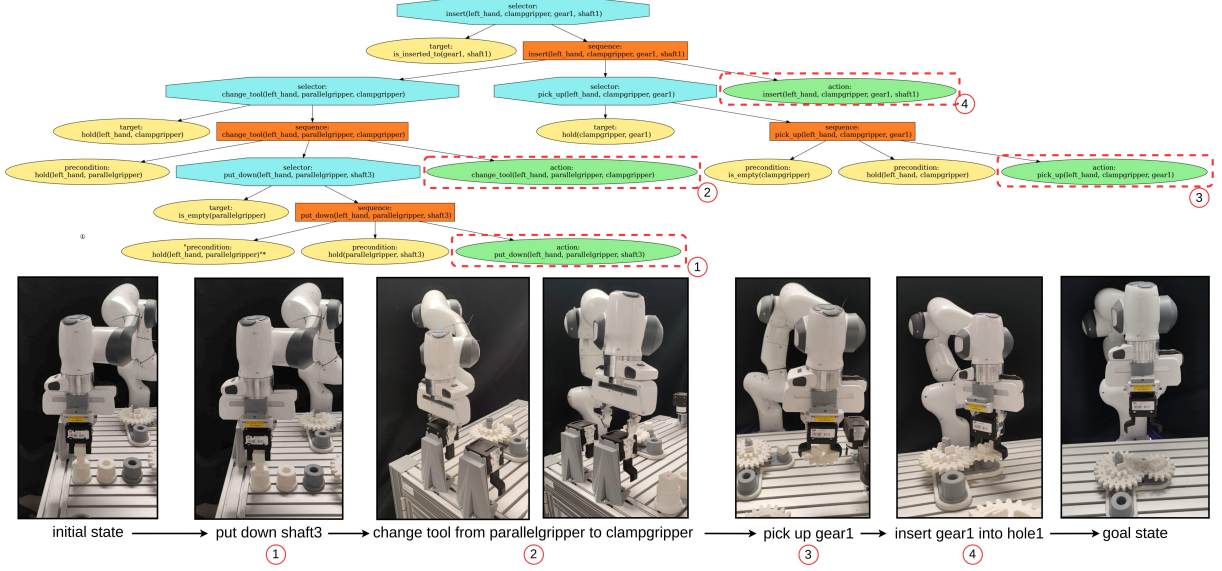 selector:
insert(left_hand, clampgripper, gear1, shaft1)
target:
is_inserted_to(gear1, shaft1)
sequence:
insert(left_hand, clampgripper, gear1, shaft1)
selector:
change_tool(left_hand, parallelgripper, clampgripper)
selector:
pick_up(left_hand, clampgripper, gear1)
action:
insert(left_hand, clampgripper, gear1, shaft1)
4
target:
hold(left_hand, clampgripper)
sequence:
change_tool(left_hand, parallelgripper, clampgripper)
target:
hold(clampgripper, gear1)
sequence:
pick_up(left_hand, clampgripper, gear1)
precondition:
hold(left_hand, parallelgripper)
selector:
put_down(left_hand, parallelgripper, shaft3)
action:
change_tool(left_hand, parallelgripper, clampgripper)
2
precondition:
is_empty(clampgripper)
precondition:
hold(left_hand, clampgripper)
action:
pick_up(left_hand, clampgripper, gear1)
3
target:
is_empty(parallelgripper)
sequence:
put_down(left_hand, parallelgripper, shaft3)
①
"precondition:
hold(left_hand, parallelgripper)"*
precondition:
hold(parallelgripper, shaft3)
action:
put_down(left_hand, parallelgripper, shaft3)
1
initial state
put down shaft3
change tool from parallelgripper to clampgripper
pick up gear1
insert gear1 into hole1
goal state
1
2
3
4